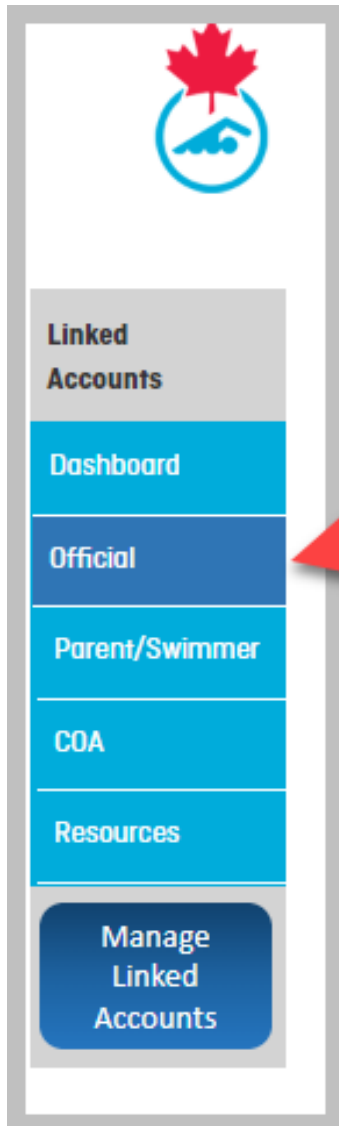 Linked
Accounts
Dashboard
Official
Parent/Swimmer
COA
Resources
Manage
Linked
Accounts